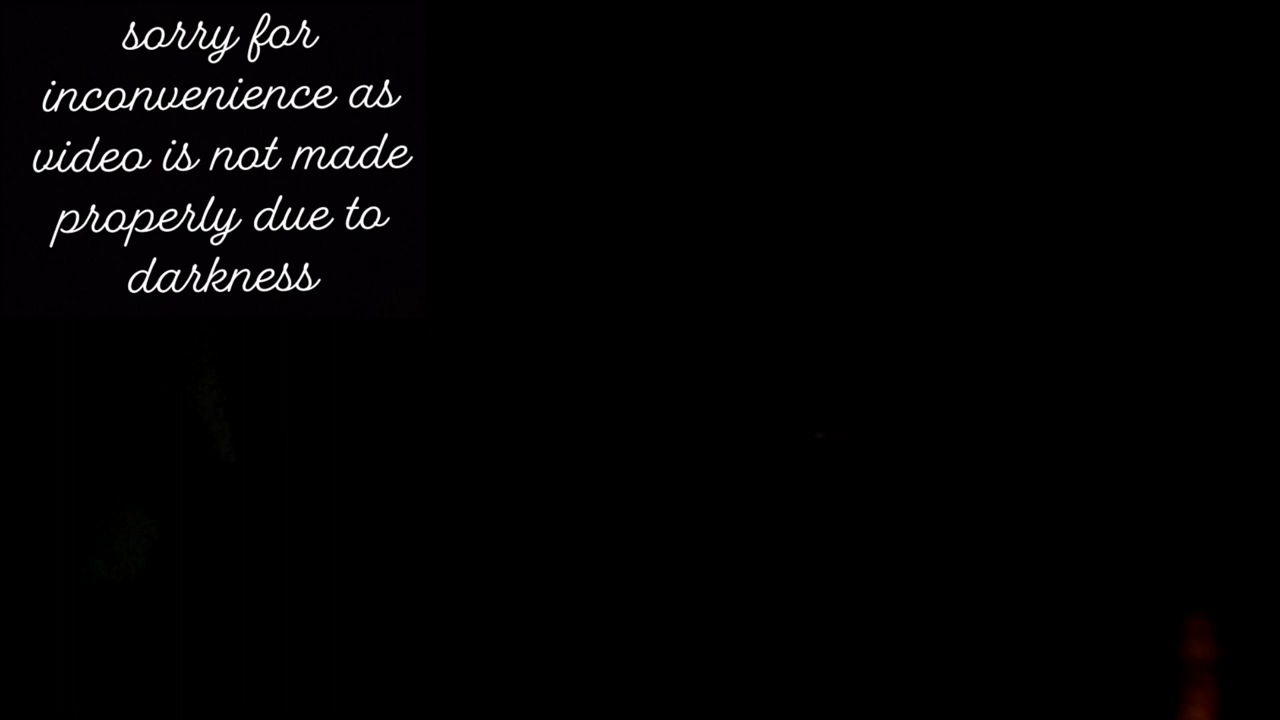 sorry for
inconvenience as
video is not made
properly due to
darkness